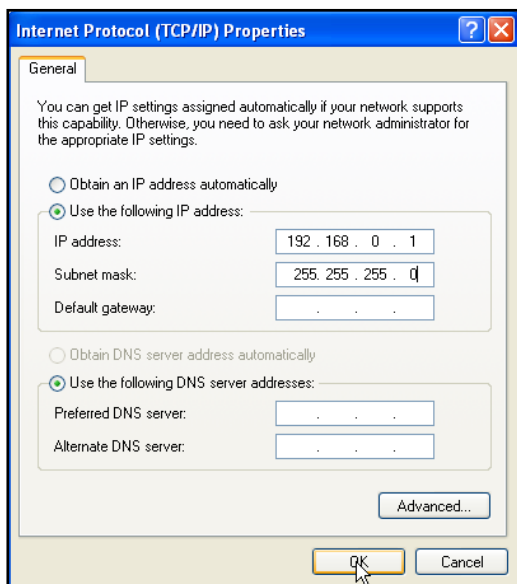 Internet Protocol (TCP/IP) Properties
General
You can get IP settings assigned automatically if your network supports
this capability. Otherwise, you need to ask your network administrator for
the appropriate IP settings.
Obtain an IP address automatically
Use the following IP address:
IP address: 192 . 168 . 0 . 1
Subnet mask: 255 . 255 . 255 . 0
Default gateway: . . .
Obtain DNS server address automatically
Use the following DNS server addresses:
Preferred DNS server: . . .
Alternate DNS server: . . .
Advanced...
OK Cancel